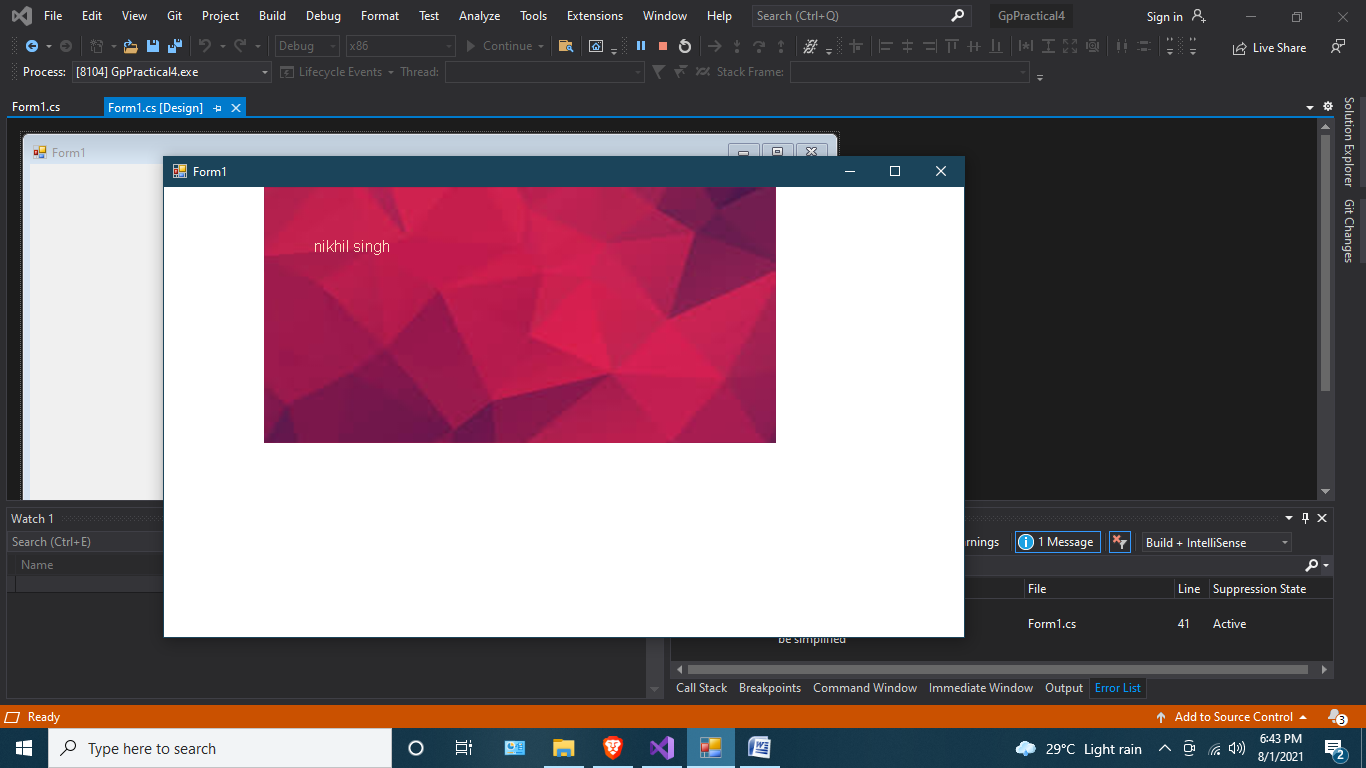 File Edit View Git Project Build Debug Format Test Analyze Tools Extensions Window Help Search (Ctrl+Q) GpPractical4 Sign in
Debug x86 Continue Live Share
Process: [8104] GpPractical4.exe Lifecycle Events Thread: Stack Frame:
Form1.cs Form1.cs [Design]
Solution Explorer
Git Changes
Form1
Form1
nikhil singh
Watch 1
Search (Ctrl+E)
Name
1 Message Build + IntelliSense
File Line Suppression State
Form1.cs 41 Active
be simplified
Call Stack Breakpoints Command Window Immediate Window Output Error List
Ready Add to Source Control 3
Type here to search 29°C Light rain 6:43 PM
8/1/2021 2